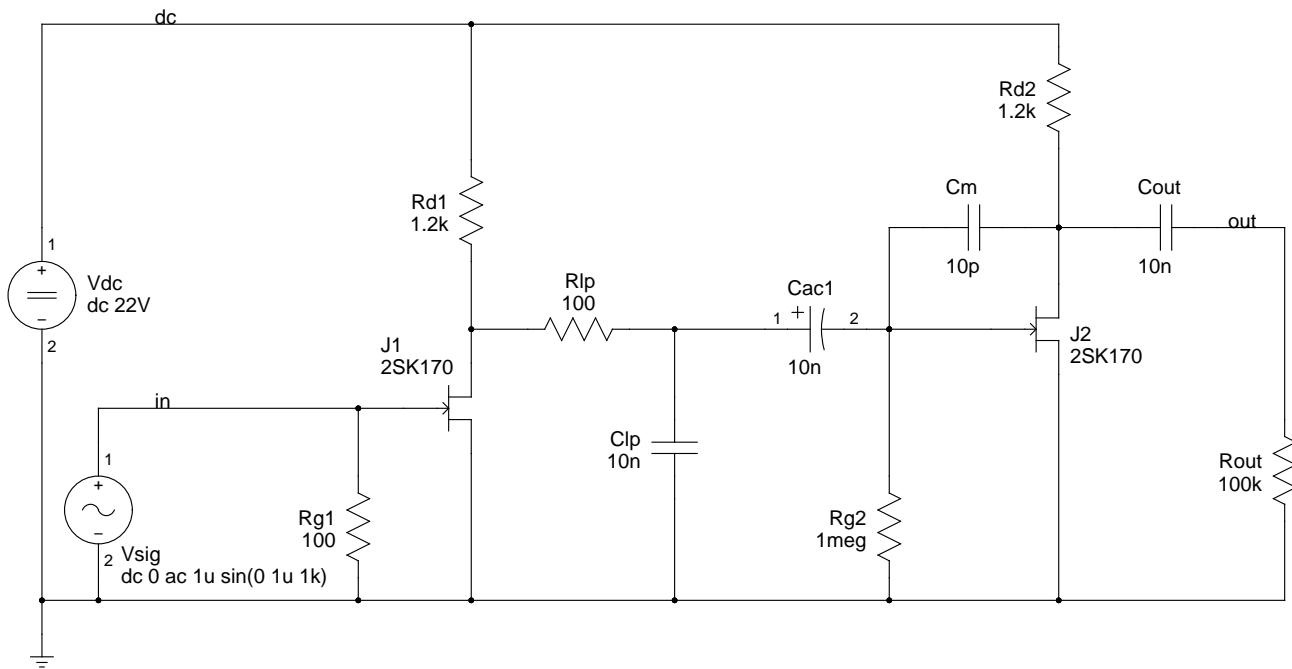 dc
Rd2
1.2k
Rd1
1.2k
Cm
10p
Cout
10n
out
1
+
−
2
Vdc
dc 22V
Rlp
100
Cac1
1
+
2
10n
J1
2SK170
J2
2SK170
in
Clp
10n
1
+
−
2
Vsig
dc 0 ac 1u sin(0 1u 1k)
Rg1
100
Rg2
1meg
Rout
100k